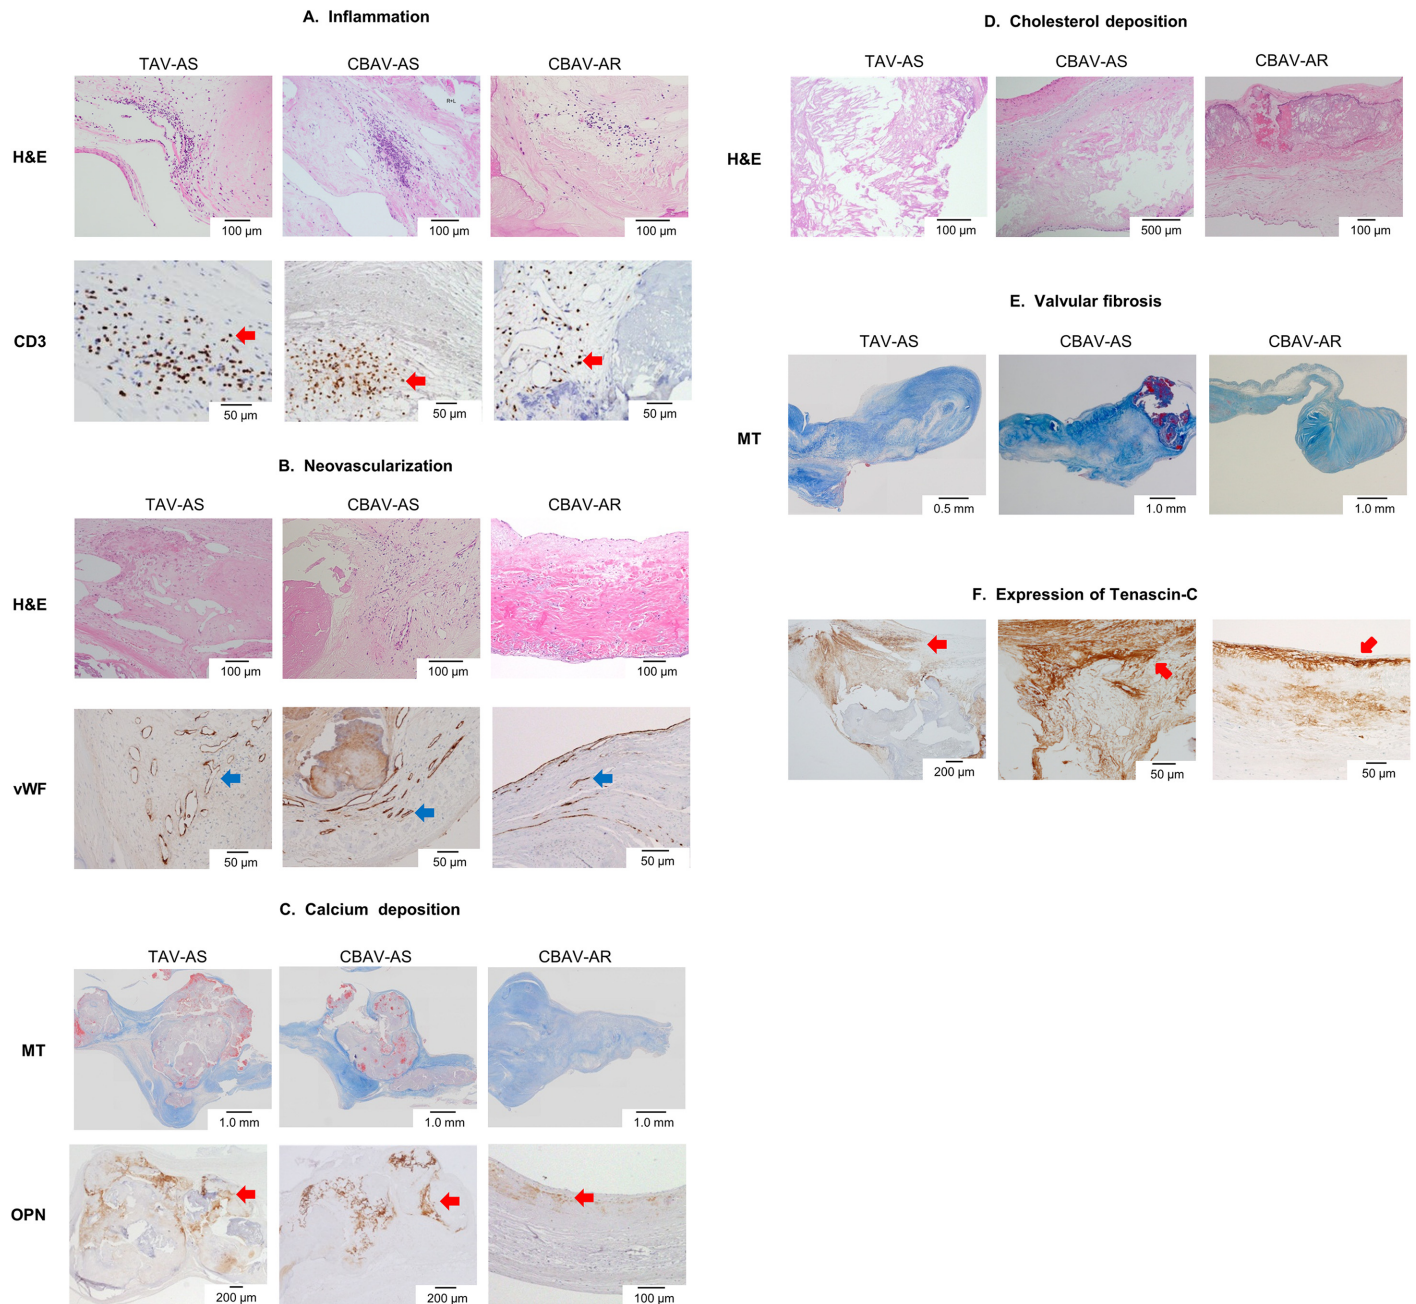 A. Inflammation
TAV-AS CBAV-AS CBAV-AR
H&E
R+L
100 µm 100 µm 100 µm
CD3
50 µm 50 µm 50 µm
B. Neovascularization
TAV-AS CBAV-AS CBAV-AR
H&E
100 µm 100 µm 100 µm
vWF
50 µm 50 µm 50 µm
C. Calcium deposition
TAV-AS CBAV-AS CBAV-AR
MT
1.0 mm 1.0 mm 1.0 mm
OPN
200 µm 200 µm 100 µm
D. Cholesterol deposition
TAV-AS CBAV-AS CBAV-AR
H&E
100 µm 500 µm 100 µm
E. Valvular fibrosis
TAV-AS CBAV-AS CBAV-AR
MT
0.5 mm 1.0 mm 1.0 mm
F. Expression of Tenascin-C
200 µm 50 µm 50 µm